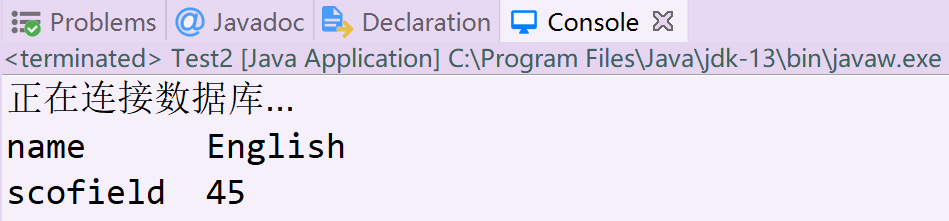 Problems @ Javadoc Declaration Console
<terminated> Test2 [Java Application] C:\Program Files\Java\jdk-13\bin\javaw.exe
正在连接数据库...
name English
scofield 45